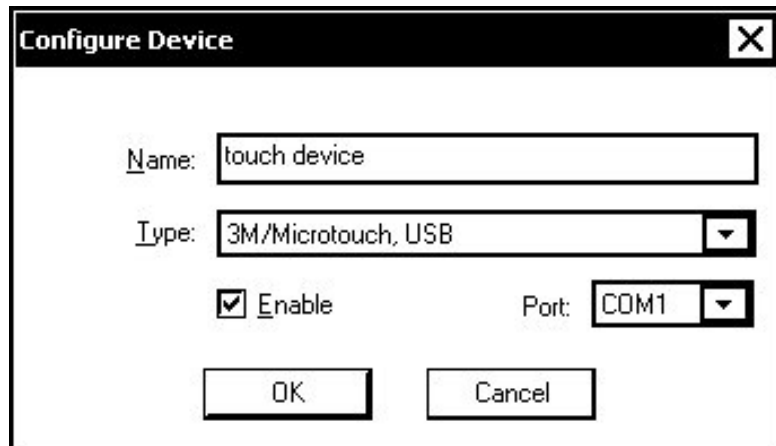 Configure Device
Name: touch device
Type: 3M/Microtouch, USB
Enable Port: COM1
OK Cancel